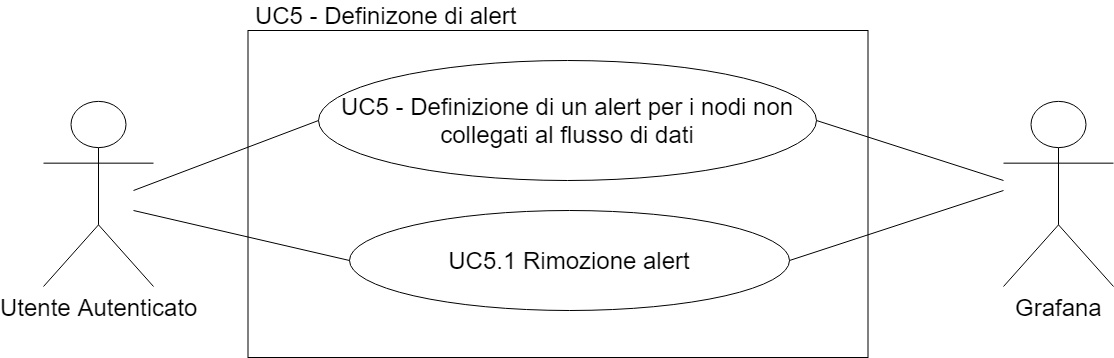 UC5 - Definizone di alert
UC5 - Definizione di un alert per i nodi non
collegati al flusso di dati
UC5.1 Rimozione alert
Utente Autenticato
Grafana